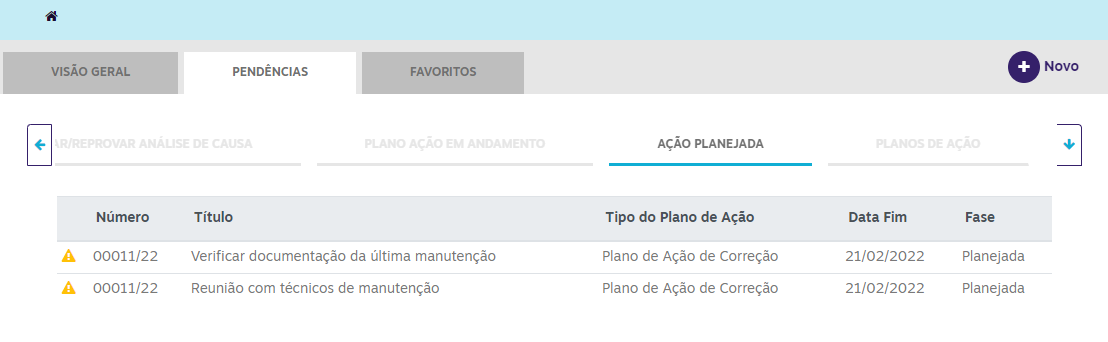 VISÃO GERAL PENDÊNCIAS FAVORITOS Novo
AR/REPROVAR ANÁLISE DE CAUSA PLANO AÇÃO EM ANDAMENTO AÇÃO PLANEJADA PLANOS DE AÇÃO
Número Título Tipo do Plano de Ação Data Fim Fase
00011/22 Verificar documentação da última manutenção Plano de Ação de Correção 21/02/2022 Planejada
00011/22 Reunião com técnicos de manutenção Plano de Ação de Correção 21/02/2022 Planejada